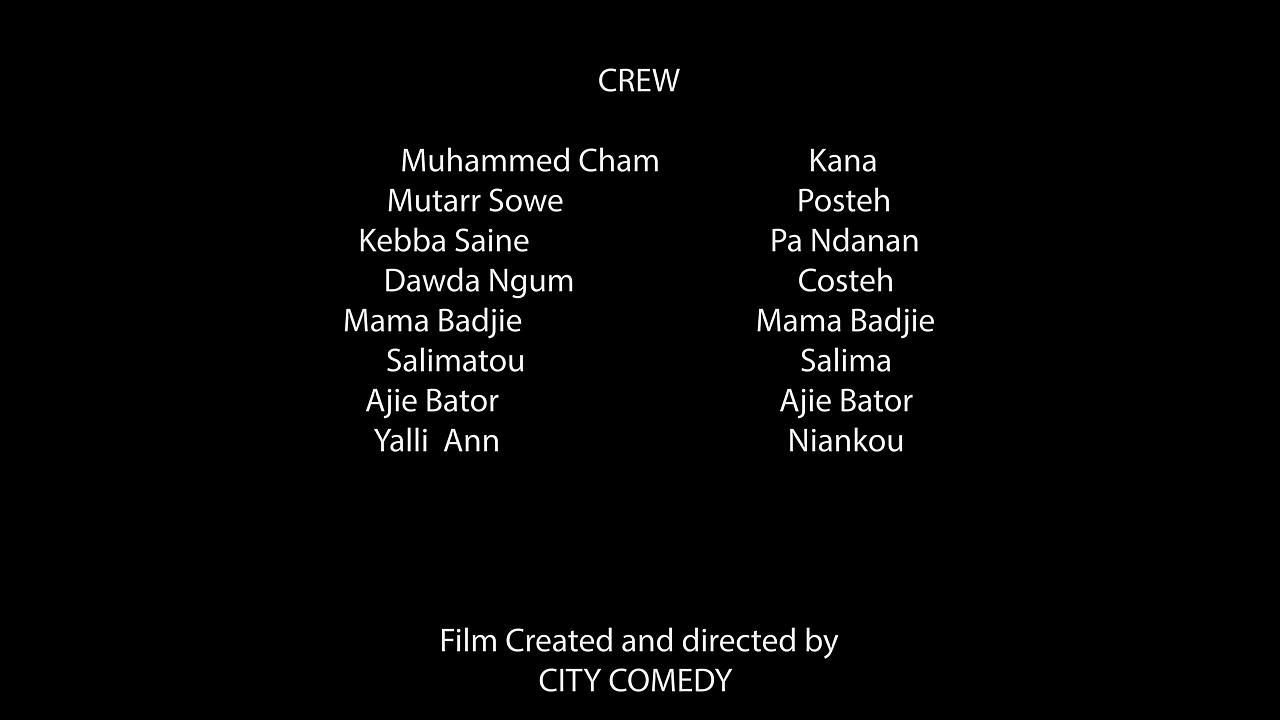 CREW
Muhammed Cham Kana
Mutarr Sowe Posteh
Kebba Saine Pa Ndanan
Dawda Ngum Costeh
Mama Badjie Mama Badjie
Salimatou Salima
Ajie Bator Ajie Bator
Yalli Ann Niankou
Film Created and directed by
CITY COMEDY